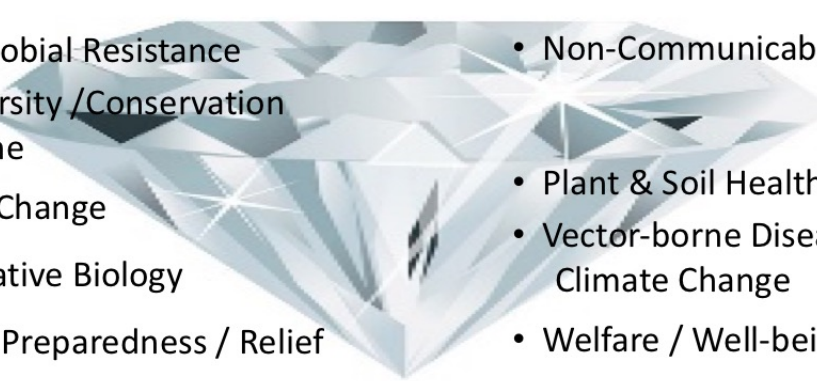 obial Resistance
rsity /Conservation
ne
Change
ative Biology
Preparedness / Relief
• Non-Communicab
• Plant & Soil Health
• Vector-borne Disea
Climate Change
• Welfare / Well-bei